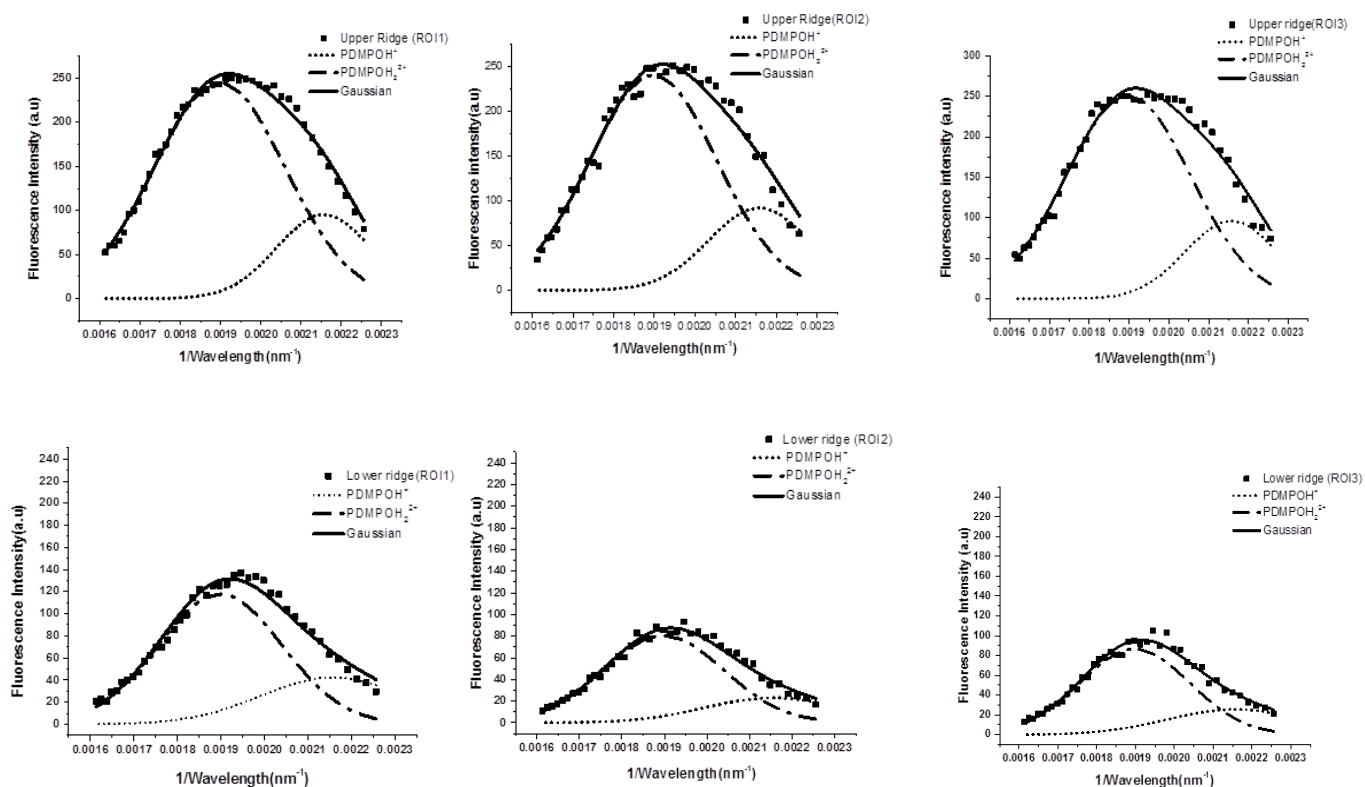 Upper Ridge (ROI1)
PDMPOH⁺
PDMPOH₂²⁺
Gaussian
250
200
150
100
50
0
Fluorescence Intensity (a.u)
0.0016 0.0017 0.0018 0.0019 0.0020 0.0021 0.0022 0.0023
1/Wavelength(nm⁻¹)
Upper Ridge(ROI2)
PDMPOH⁺
PDMPOH₂²⁺
Gaussian
300
250
200
150
100
50
0
Fluorescence Intensity (a.u)
0.0016 0.0017 0.0018 0.0019 0.0020 0.0021 0.0022 0.0023
1/Wavelength(nm⁻¹)
Upper ridge(ROI3)
PDMPOH⁺
PDMPOH₂²⁺
Gaussian
300
250
200
150
100
50
0
Fluorescence Intensity (a.u)
0.0016 0.0017 0.0018 0.0019 0.0020 0.0021 0.0022 0.0023
1/Wavelength(nm⁻¹)
Lower ridge (ROI1)
PDMPOH⁺
PDMPOH₂²⁺
Gaussian
240
220
200
180
160
140
120
100
80
60
40
20
0
Fluorescence Intensity(a.u)
0.0016 0.0017 0.0018 0.0019 0.0020 0.0021 0.0022 0.0023
1/Wavelength(nm⁻¹)
Lower ridge (ROI2)
PDMPOH⁺
PDMPOH₂²⁺
Gaussian
240
220
200
180
160
140
120
100
80
60
40
20
0
Fluorescence Intensity (a.u)
0.0016 0.0017 0.0018 0.0019 0.0020 0.0021 0.0022 0.0023
1/Wavelength(nm⁻¹)
Lower ridge (ROI3)
PDMPOH⁺
PDMPOH₂²⁺
Gaussian
240
220
200
180
160
140
120
100
80
60
40
20
0
Fluorescence Intensity (a.u)
0.0016 0.0017 0.0018 0.0019 0.0020 0.0021 0.0022 0.0023
1/Wavelength(nm⁻¹)